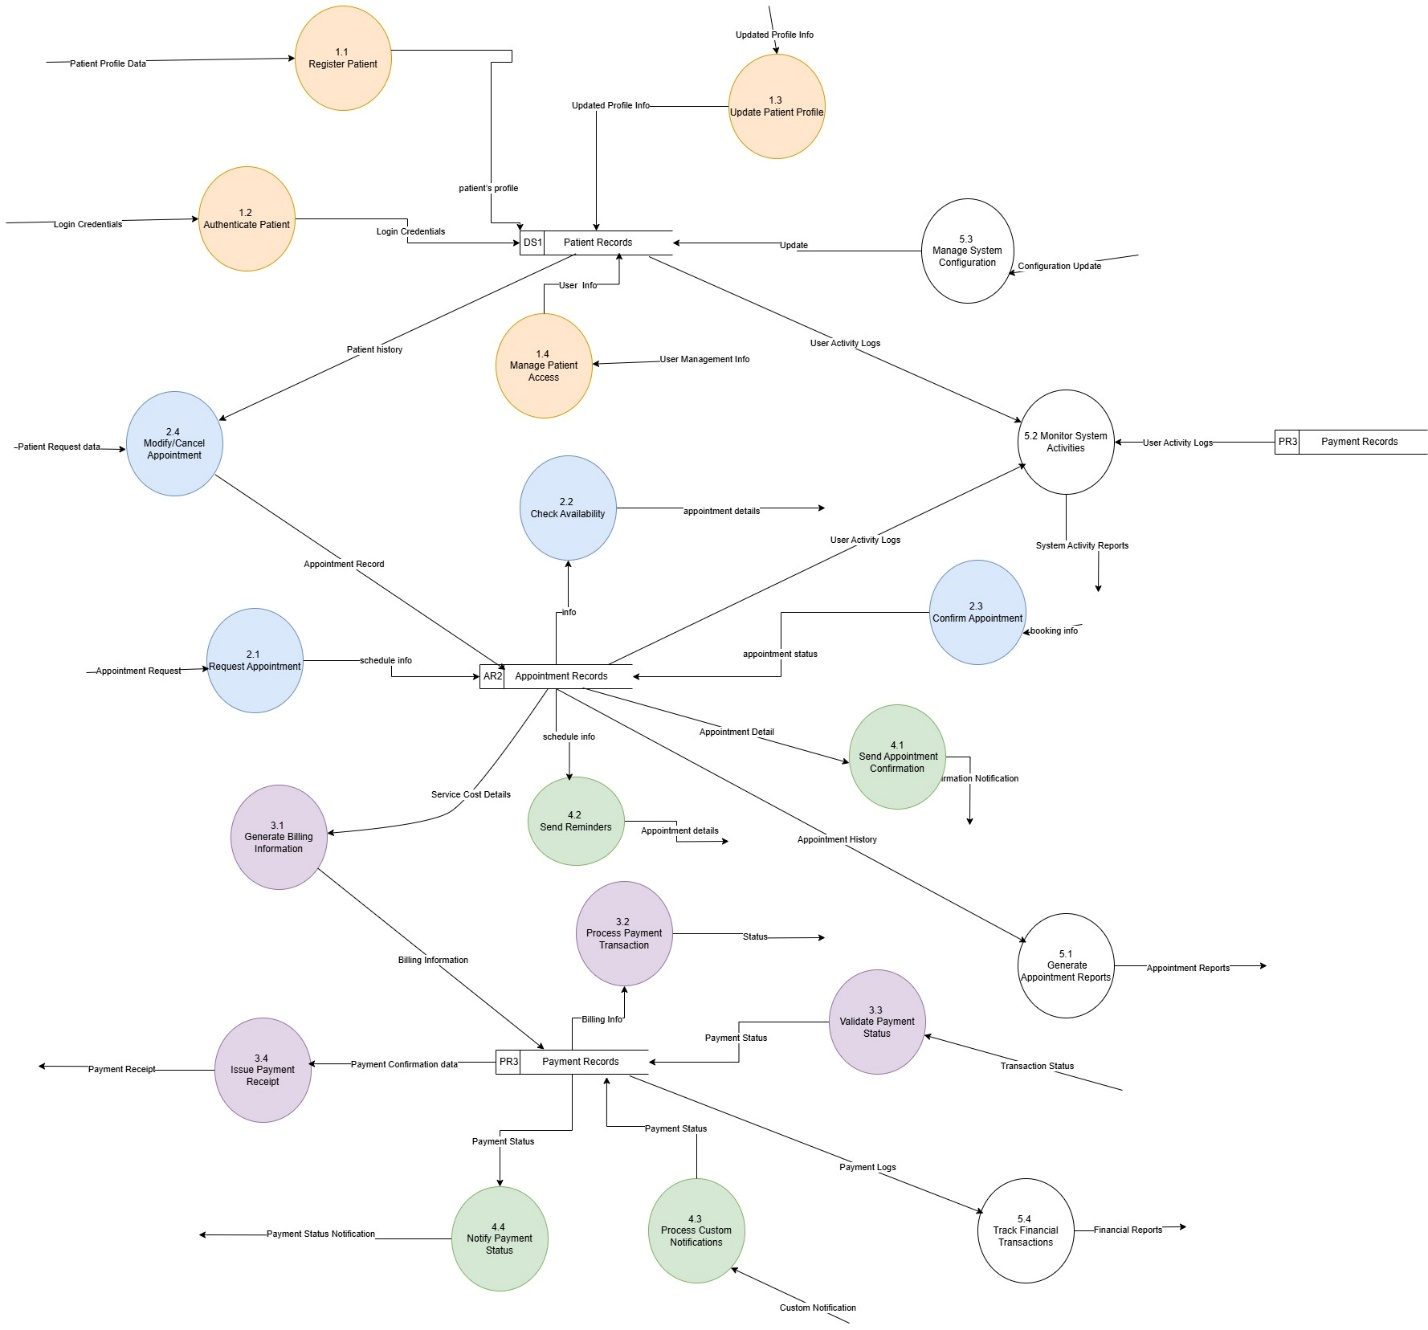 Updated Profile Info
1.1
Register Patient
Patient Profile Data
1.3
Update Patient Profile
Updated Profile Info
patient's profile
1.2
Authenticate Patient
Login Credentials
Login Credentials
DS1
Patient Records
Update
5.3
Manage System
Configuration
Configuration Update
User Info
Patient history
1.4
Manage Patient
Access
User Management Info
User Activity Logs
2.4
Modify/Cancel
Appointment
Patient Request data
5.2 Monitor System
Activities
User Activity Logs
PR3
Payment Records
2.2
Check Availability
appointment details
User Activity Logs
System Activity Reports
Appointment Record
info
2.3
Confirm Appointment
booking info
appointment status
2.1
Request Appointment
Appointment Request
schedule info
AR2
Appointment Records
schedule info
Appointment Detail
4.1
Send Appointment
Confirmation
irmation Notification
Service Cost Details
3.1
Generate Billing
Information
4.2
Send Reminders
Appointment details
Appointment History
3.2
Process Payment
Transaction
Status
Billing Information
5.1
Generate
Appointment Reports
Appointment Reports
Billing Info
3.3
Validate Payment
Status
Payment Status
Transaction Status
3.4
Issue Payment
Receipt
Payment Receipt
Payment Confirmation data
PR3
Payment Records
Payment Status
Payment Status
Payment Logs
4.4
Notify Payment
Status
Payment Status Notification
4.3
Process Custom
Notifications
5.4
Track Financial
Transactions
Financial Reports
Custom Notification